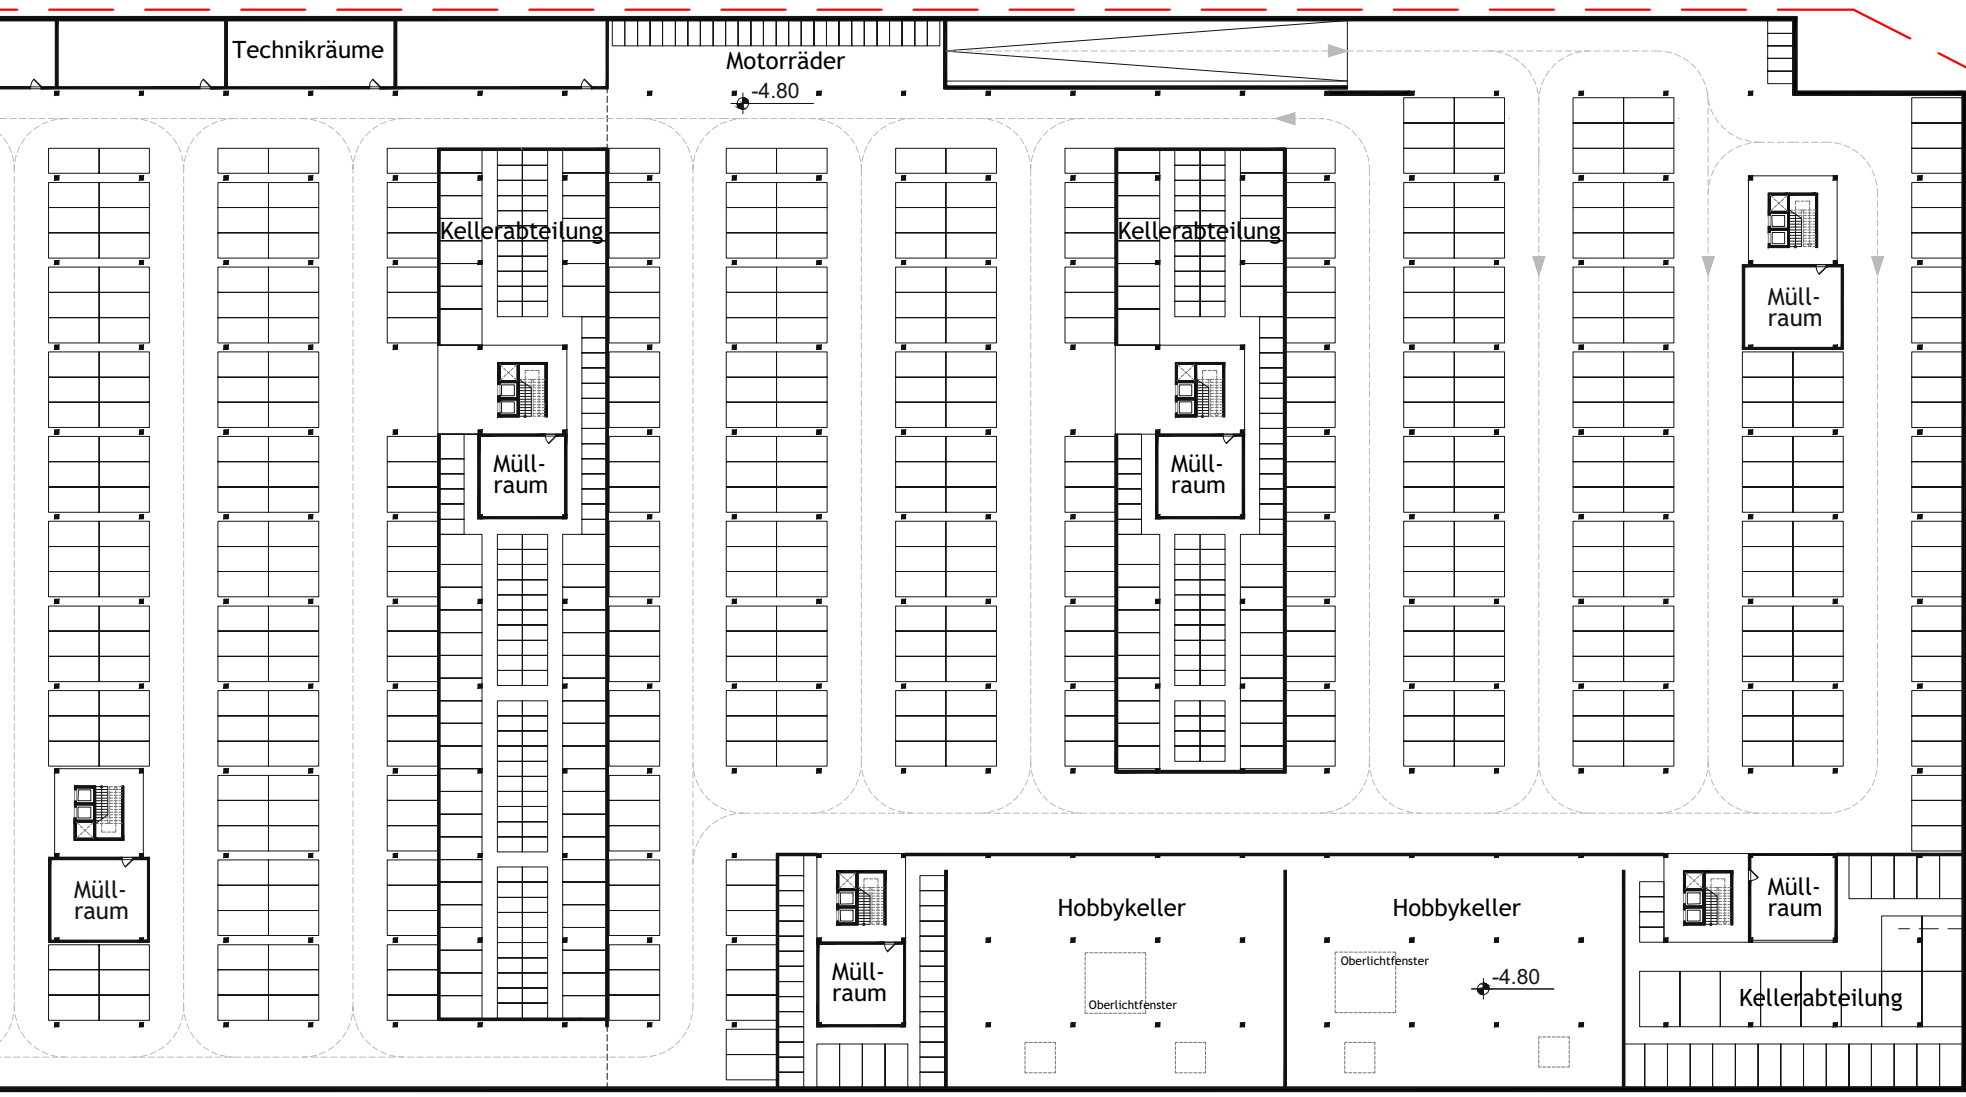 Technikräume
Motorräder
-4.80
Kellerabteilung
Kellerabteilung
Müll-
raum
Müll-
raum
Müll-
raum
Müll-
raum
Hobbykeller
Hobbykeller
Müll-
raum
Oberlichtfenster
-4.80
Müll-
raum
Oberlichtfenster
Kellerabteilung